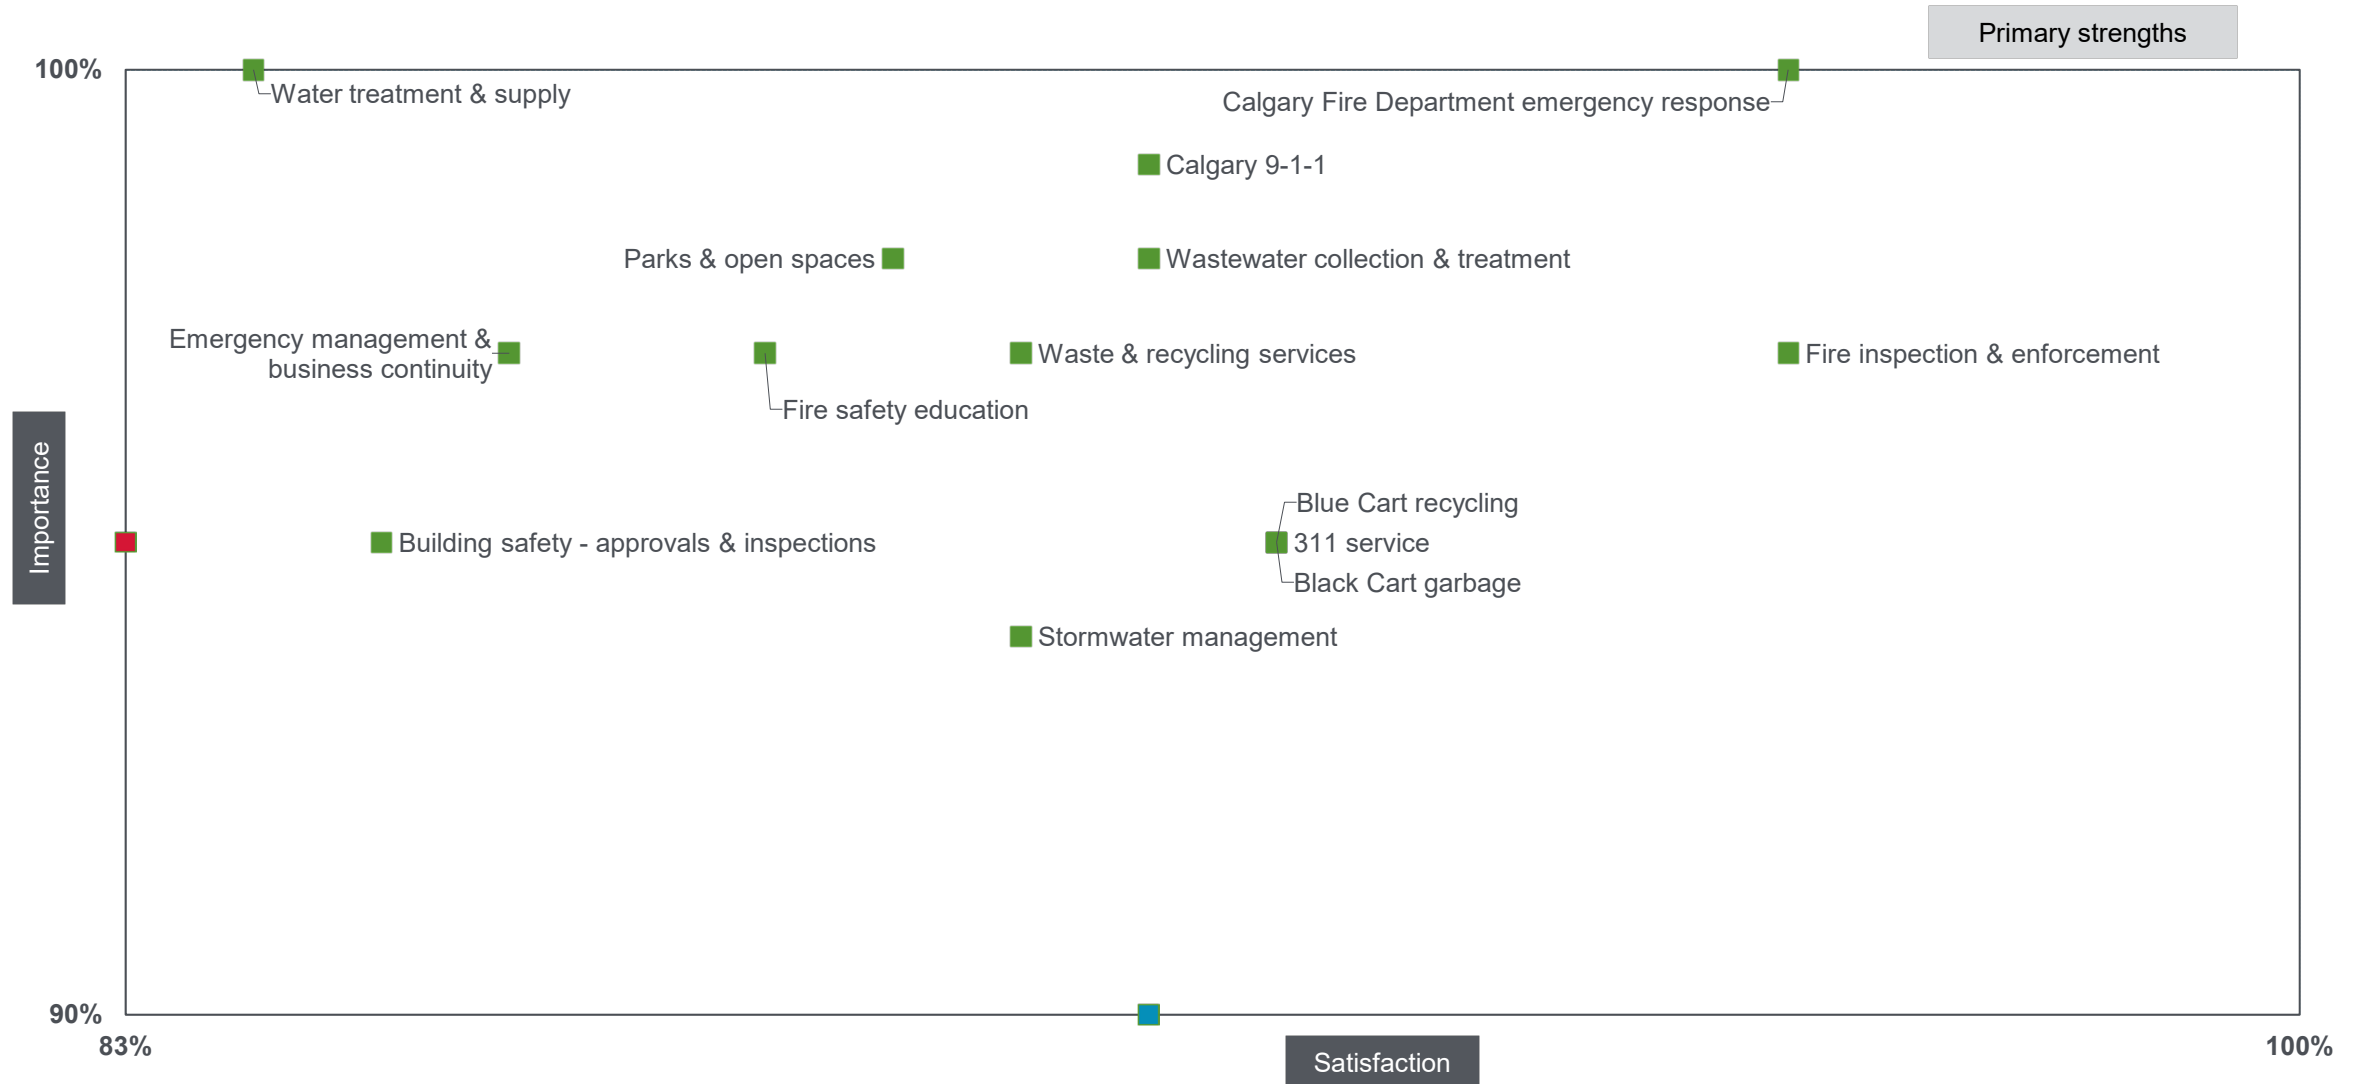 Primary strengths
100%
Water treatment & supply
Calgary Fire Department emergency response
Calgary 9-1-1
Parks & open spaces
Wastewater collection & treatment
Emergency management &
business continuity
Waste & recycling services
Fire inspection & enforcement
Fire safety education
Importance
Blue Cart recycling
Building safety - approvals & inspections
311 service
Black Cart garbage
Stormwater management
90%
83%
100%
Satisfaction